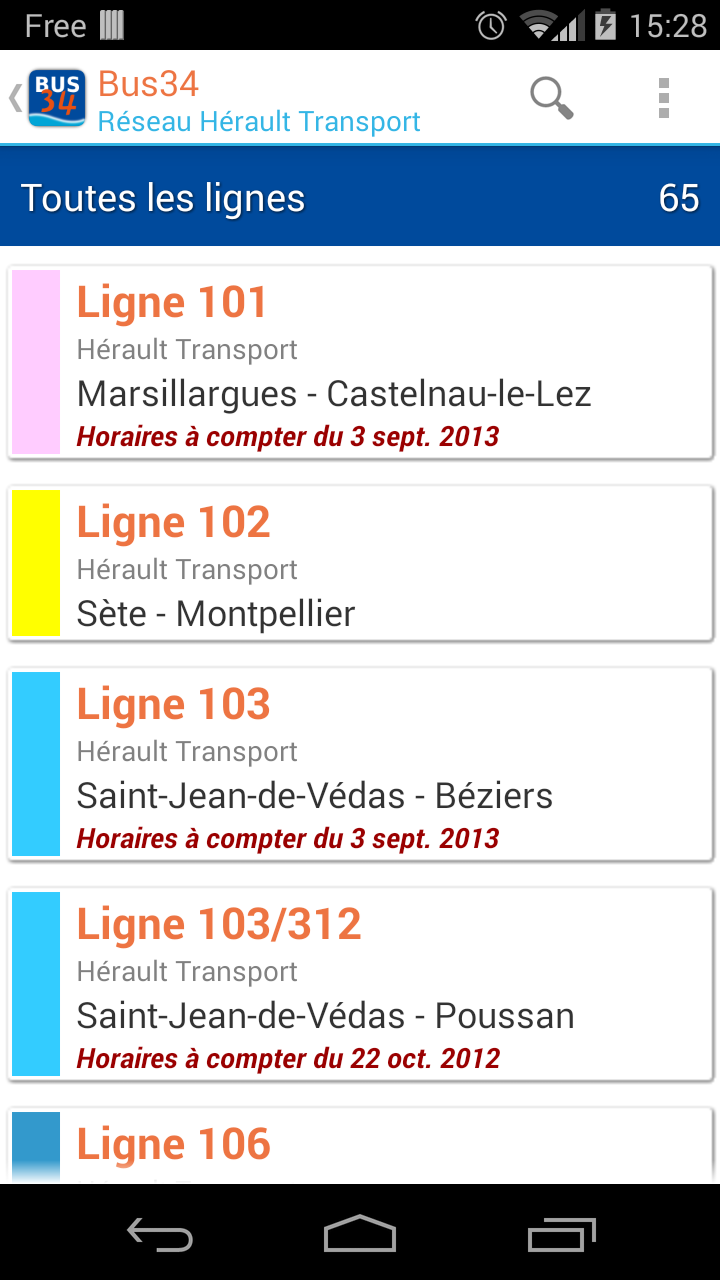 Free 15:28
BUS
34
Bus34
Réseau Hérault Transport
Toutes les lignes 65
Ligne 101
Hérault Transport
Marsillargues - Castelnau-le-Lez
Horaires à compter du 3 sept. 2013
Ligne 102
Hérault Transport
Sète - Montpellier
Ligne 103
Hérault Transport
Saint-Jean-de-Védas - Béziers
Horaires à compter du 3 sept. 2013
Ligne 103/312
Hérault Transport
Saint-Jean-de-Védas - Poussan
Horaires à compter du 22 oct. 2012
Ligne 106